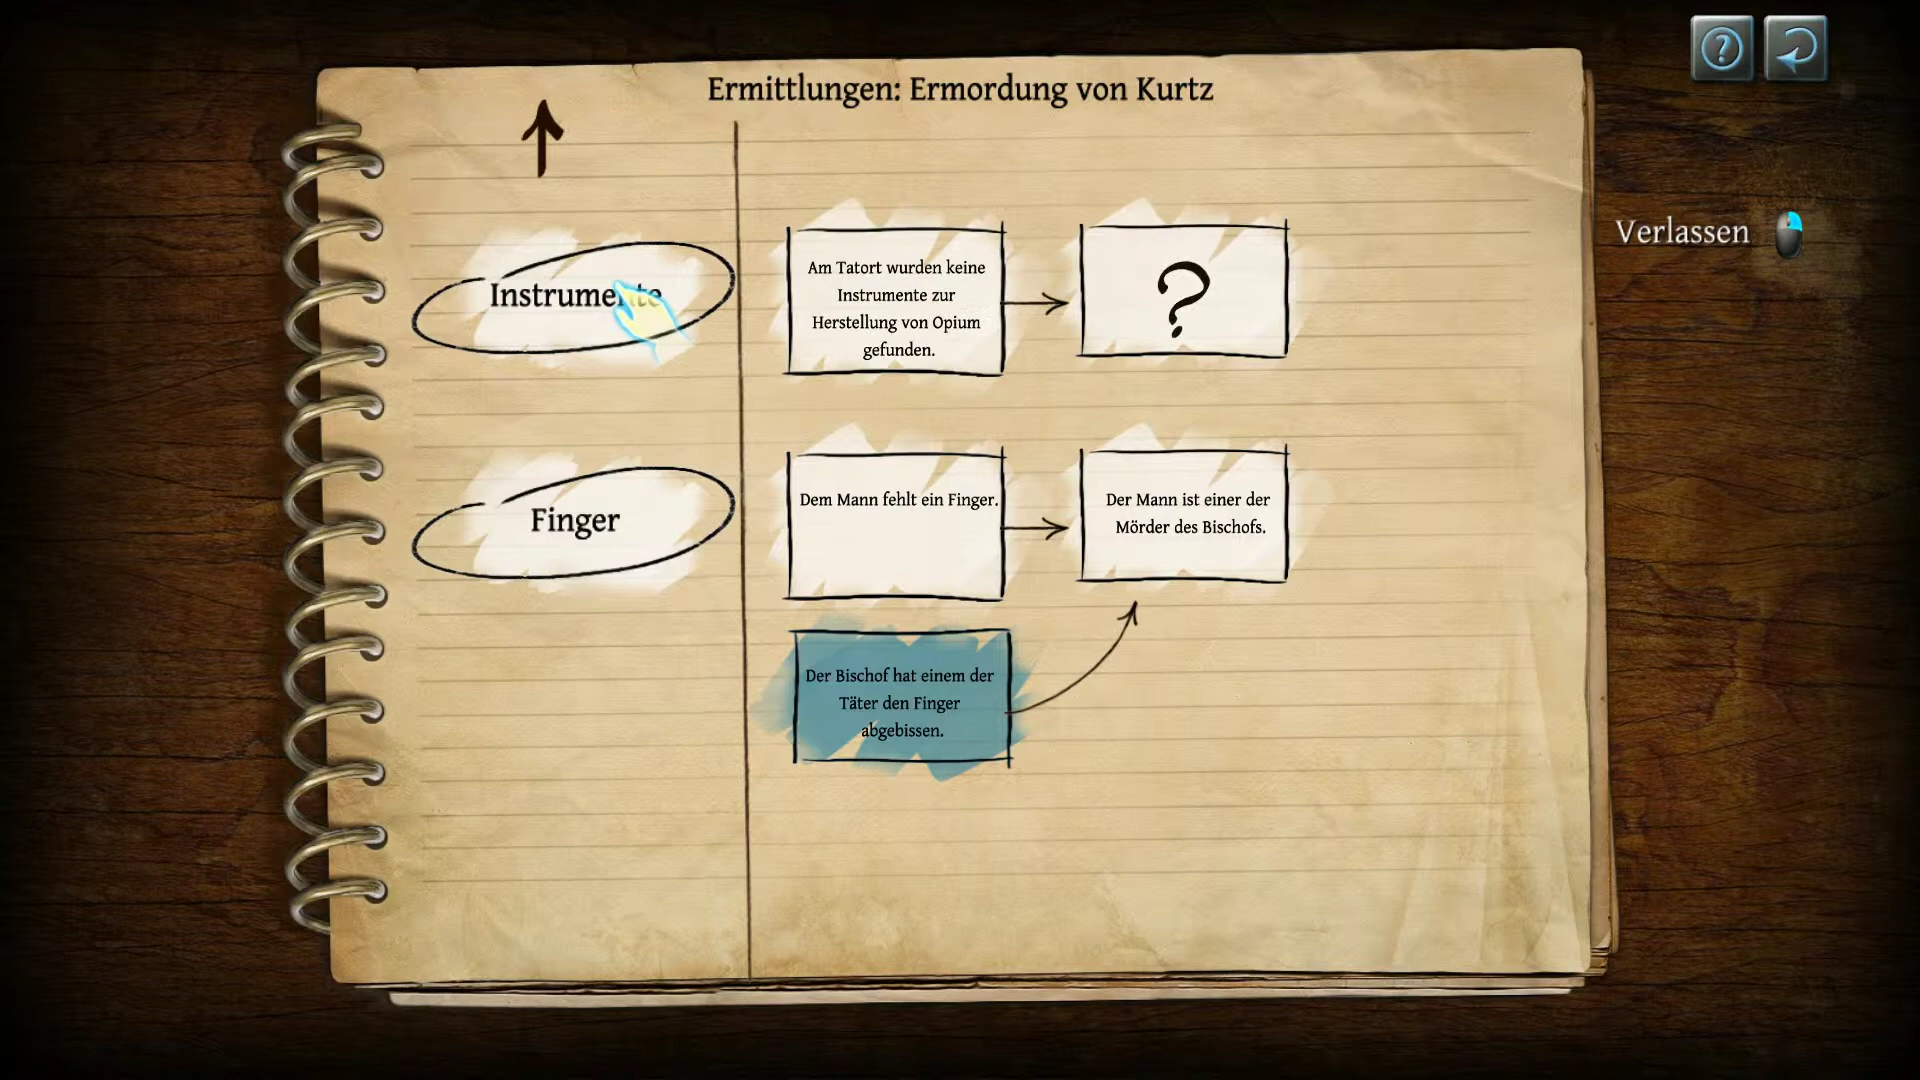 Ermittlungen: Ermordung von Kurtz
Verlassen
Instrumente
Am Tatort wurden keine
Instrumente zur
Herstellung von Opium
gefunden.
?
Finger
Dem Mann fehlt ein Finger.
Der Mann ist einer der
Mörder des Bischofs.
Der Bischof hat einem der
Täter den Finger
abgebissen.